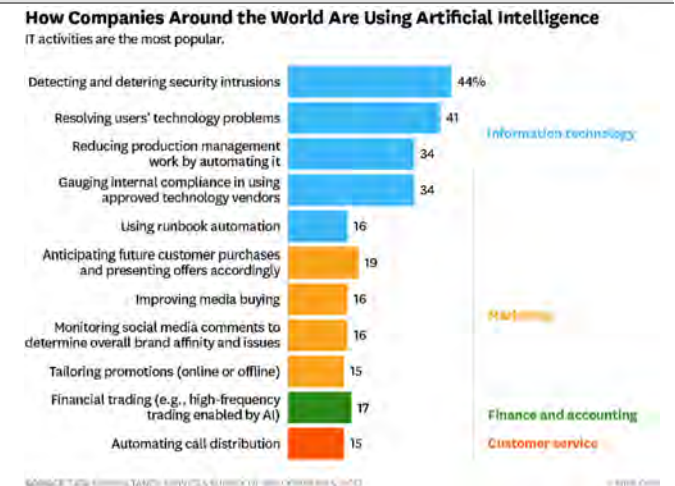 How Companies Around the World Are Using Artificial Intelligence
IT activities are the most popular.
Detecting and detering security intrusions
44%
Resolving users' technology problems
41
Information technology
Reducing production management
work by automating it
34
Gauging internal compliance in using
approved technology vendors
34
Using runbook automation
16
Anticipating future customer purchases
and presenting offers accordingly
19
Improving media buying
16
Marketing
Monitoring social media comments to
determine overall brand affinity and issues
16
Tailoring promotions (online or offline)
15
Financial trading (e.g., high-frequency
trading enabled by AI)
17
Finance and accounting
Automating call distribution
15
Customer service